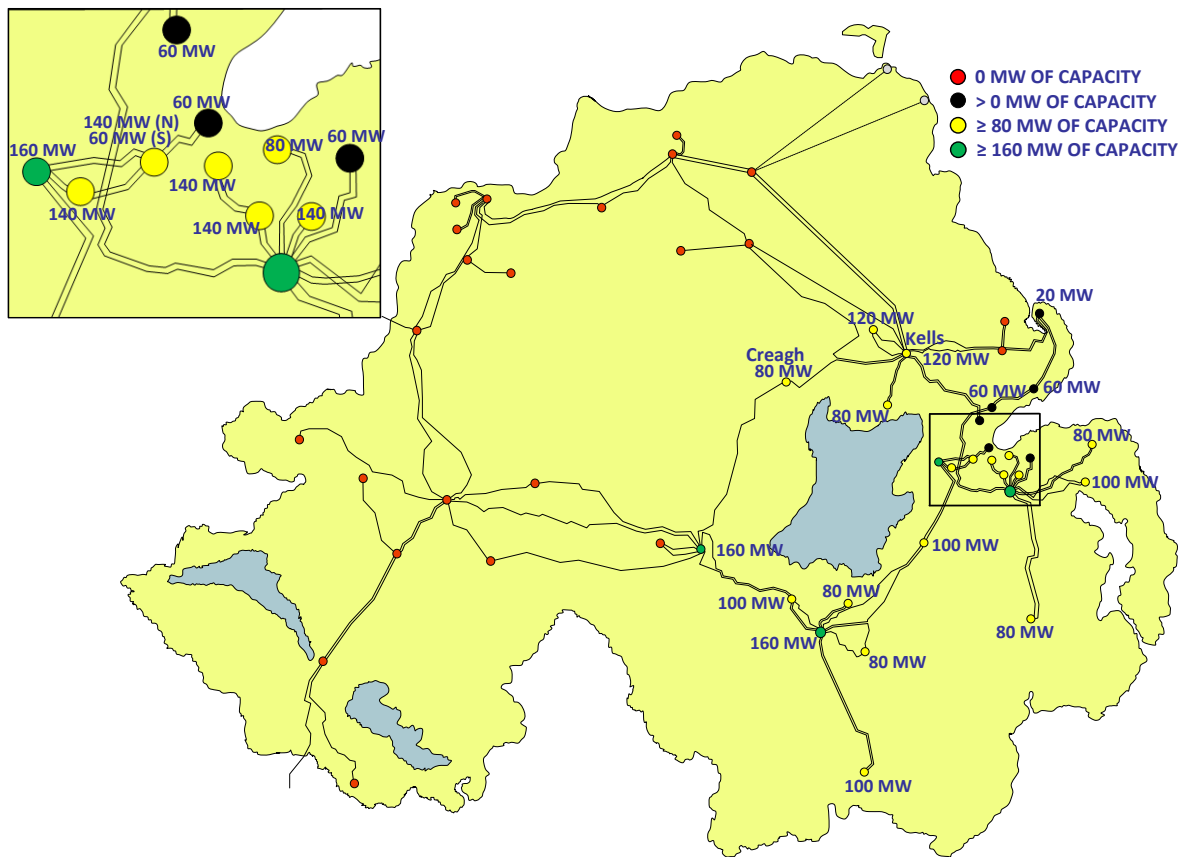 60 MW
140 MW (N)
60 MW
60 MW (S)
80 MW
60 MW
160 MW
140 MW
140 MW
140 MW
140 MW
0 MW OF CAPACITY
> 0 MW OF CAPACITY
≥ 80 MW OF CAPACITY
≥ 160 MW OF CAPACITY
20 MW
120 MW
Kells
120 MW
Creagh
80 MW
60 MW
60 MW
80 MW
80 MW
100 MW
100 MW
160 MW
80 MW
100 MW
160 MW
80 MW
80 MW
100 MW